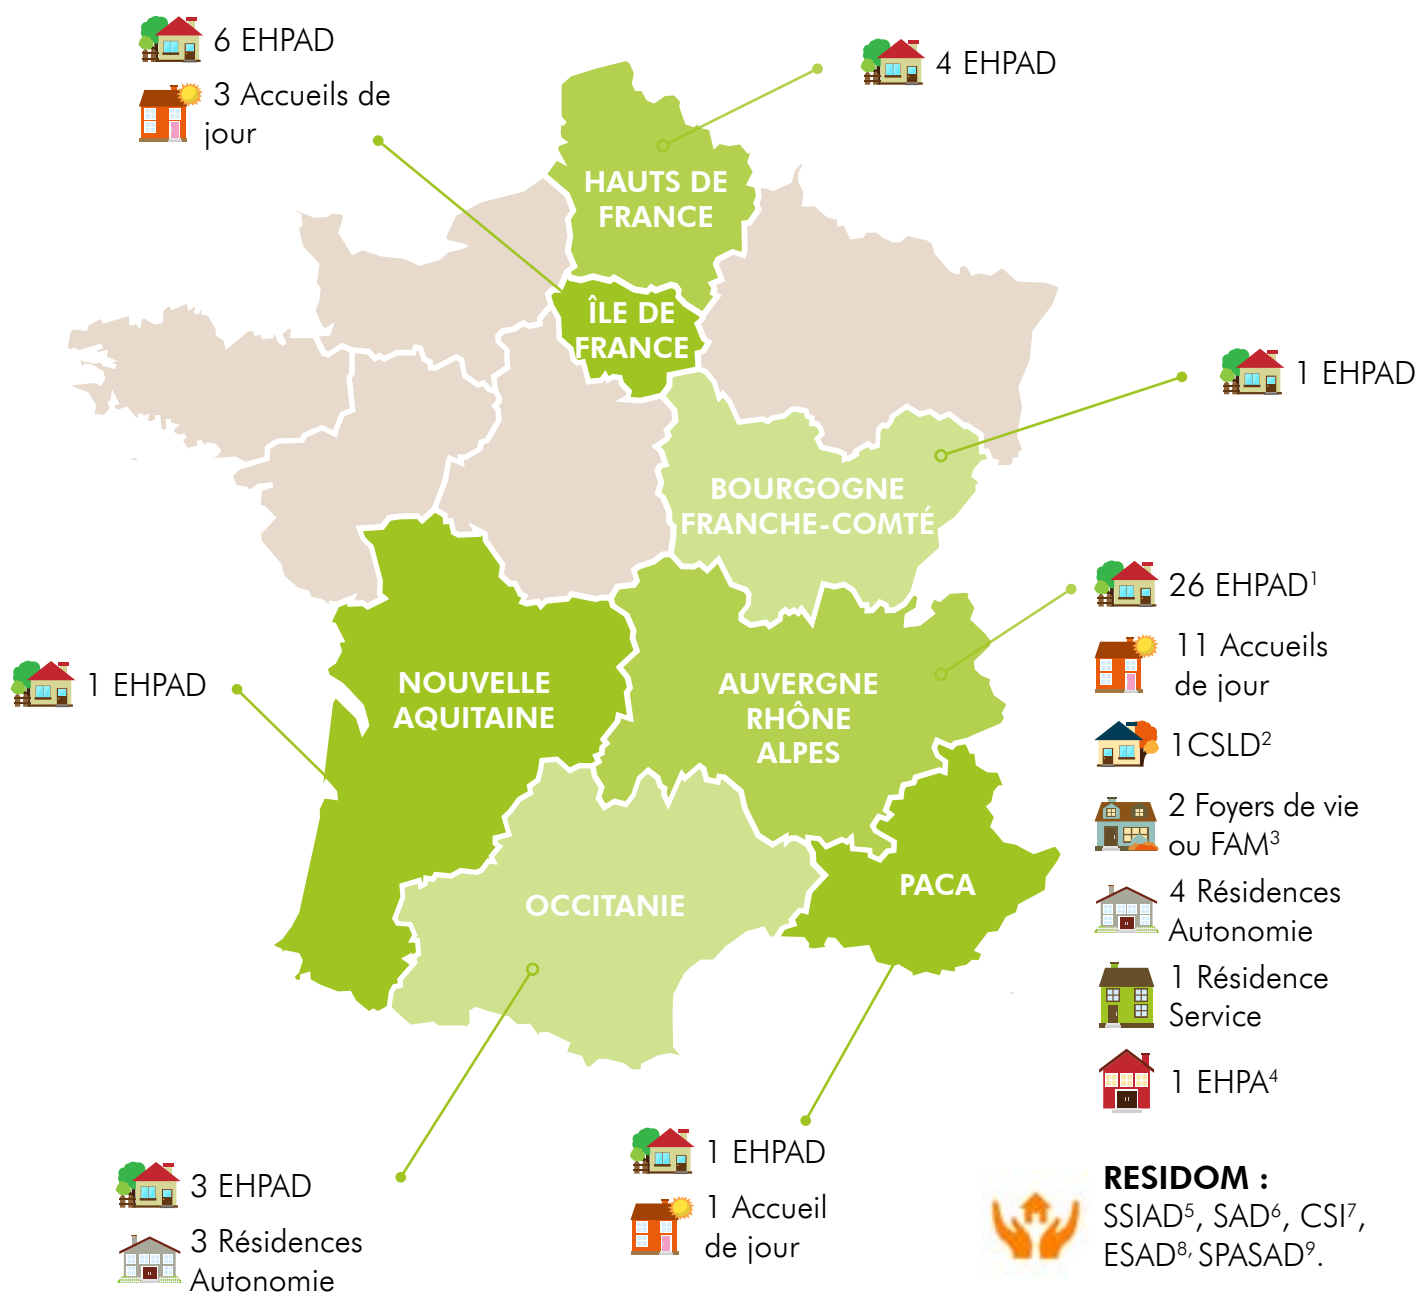 6 EHPAD
3 Accueils de
jour
4 EHPAD
HAUTS DE
FRANCE
ÎLE DE
FRANCE
1 EHPAD
BOURGOGNE
FRANCHE-COMTÉ
26 EHPAD¹
11 Accueils
de jour
1CSLD²
2 Foyers de vie
ou FAM³
4 Résidences
Autonomie
1 Résidence
Service
1 EHPA⁴
1 EHPAD
NOUVELLE
AQUITAINE
AUVERGNE
RHÔNE
ALPES
OCCITANIE
PACA
3 EHPAD
3 Résidences
Autonomie
1 EHPAD
1 Accueil
de jour
RESIDOM :
SSIAD⁵, SAD⁶, CSI⁷,
ESAD⁸, SPASAD⁹.